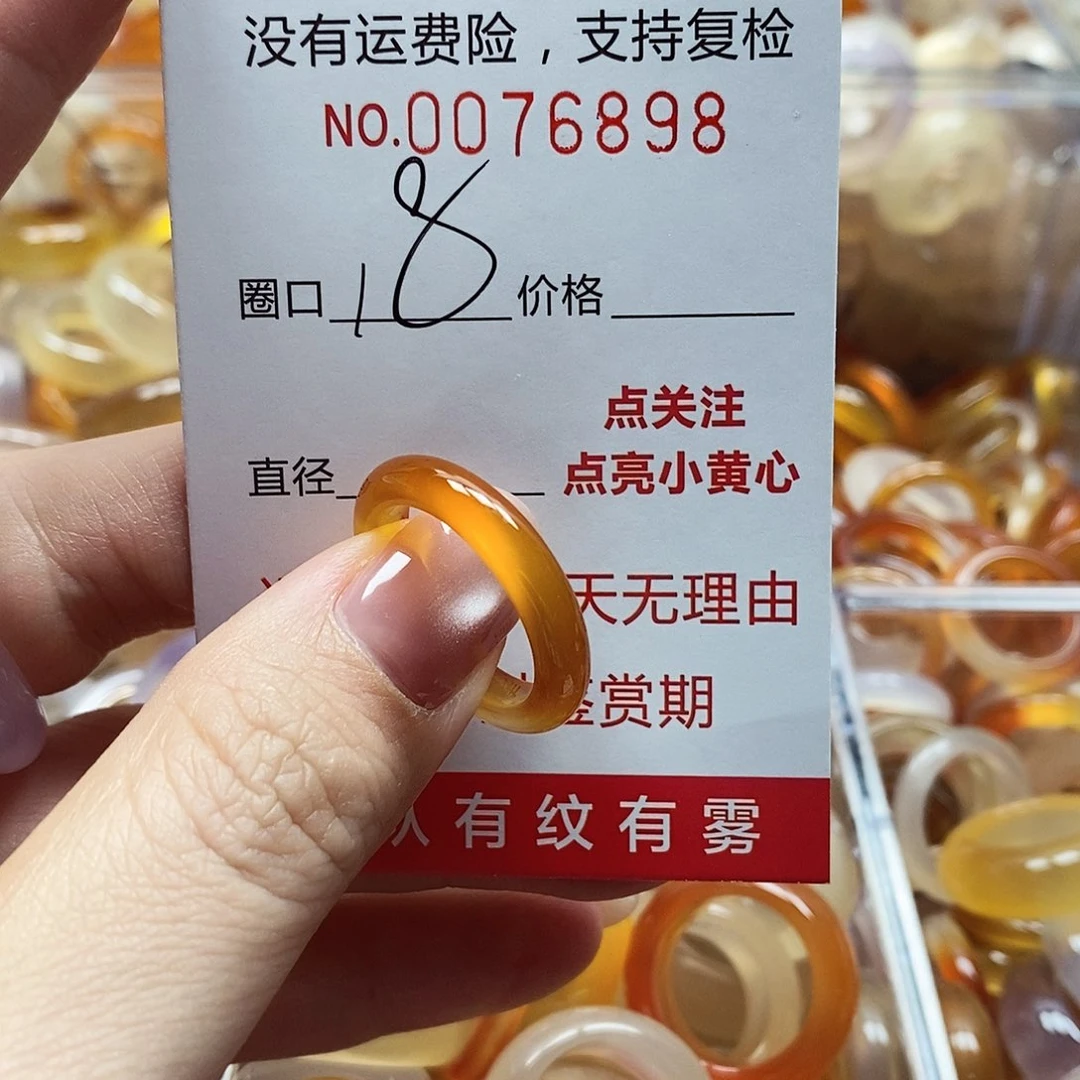 没有运费险，支持复检
NO.0076898
圈口 18 价格
点关注
直径 点亮小黄心
天无理由
鉴赏期
有纹有雾